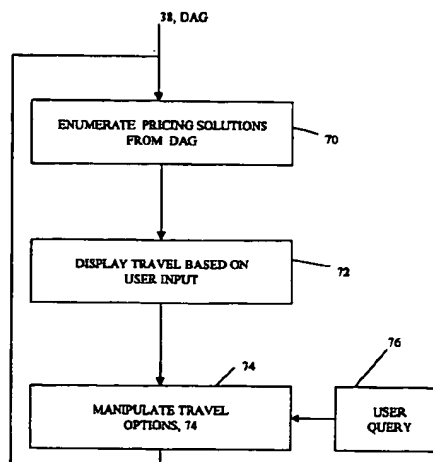 38, DAG
ENUMERATE PRICING SOLUTIONS
FROM DAG
70
DISPLAY TRAVEL BASED ON
USER INPUT
72
74
76
MANIPULATE TRAVEL
OPTIONS, 74
USER
QUERY